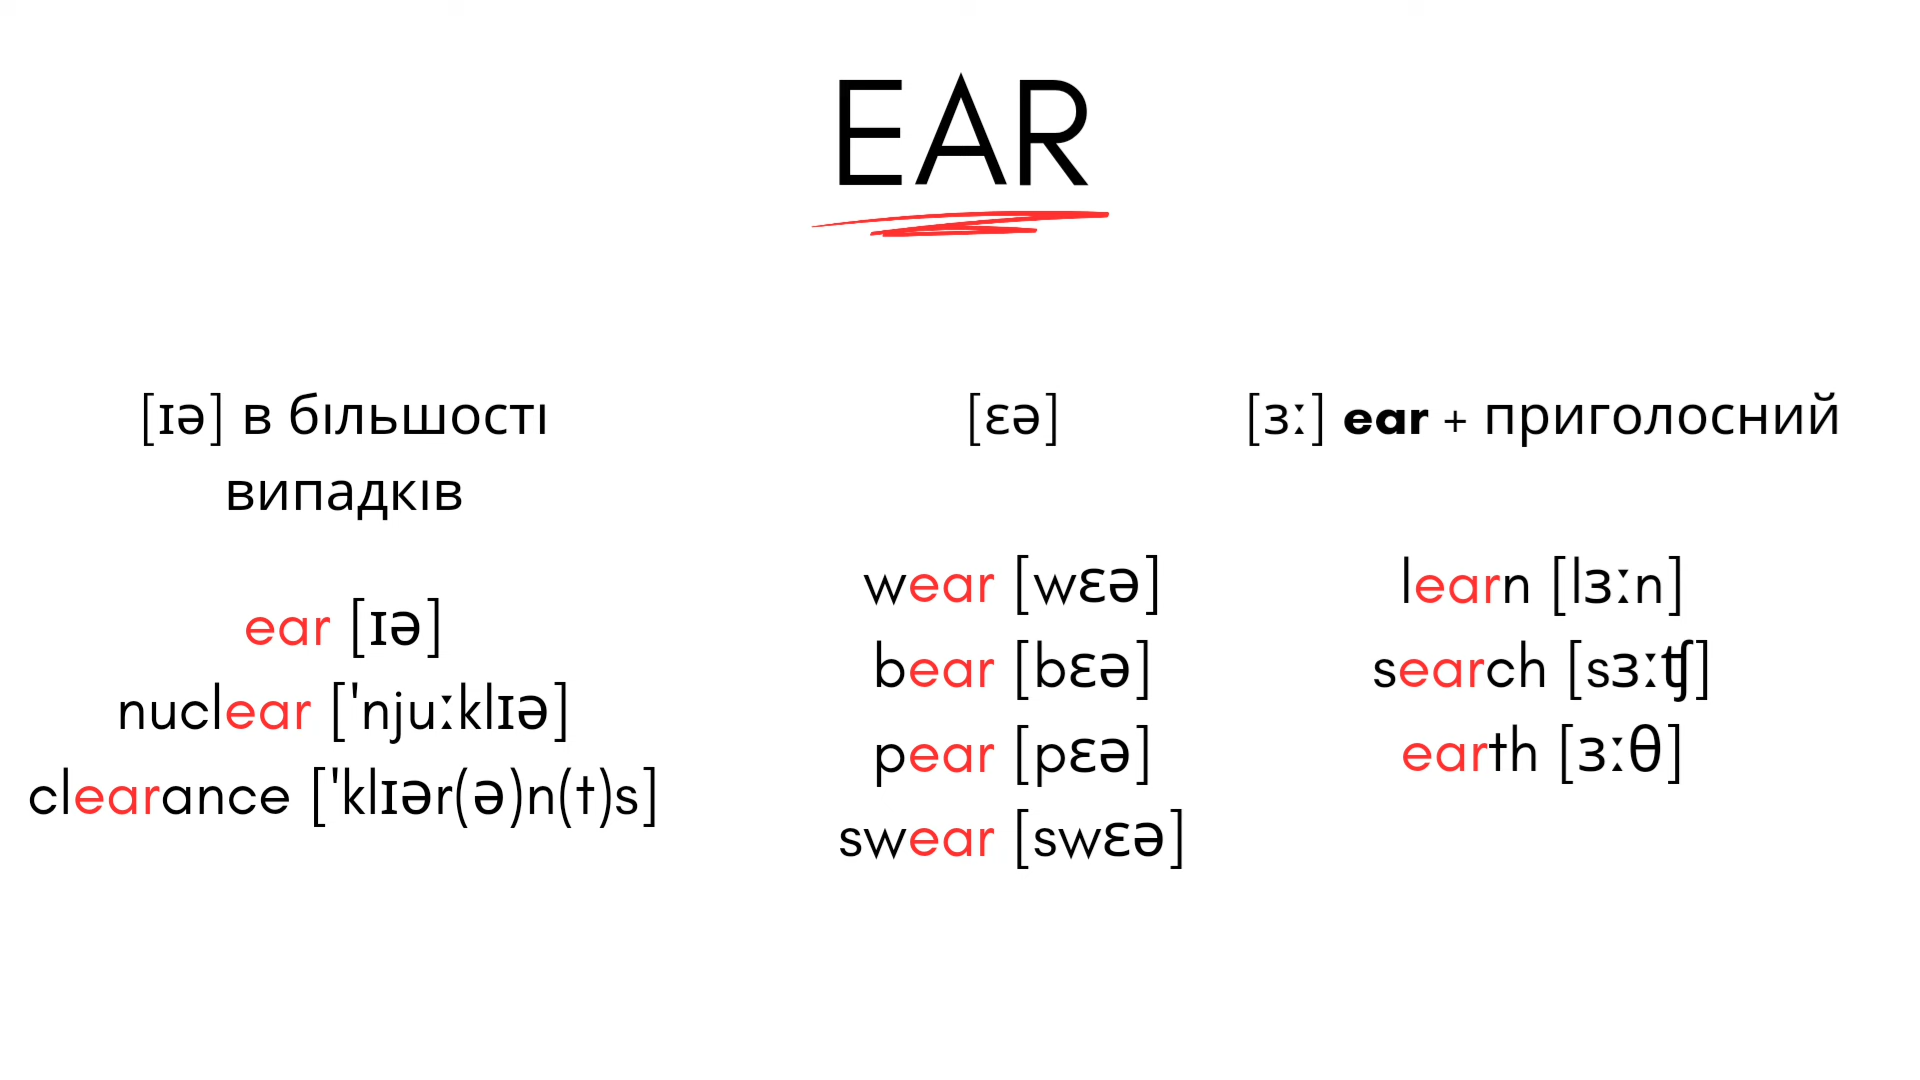 EAR
[ɪə] в більшості
випадків
ear [ɪə]
nuclear ['njuːklɪə]
clearance ['klɪər(ə)n(t)s]
[ɛə]
wear [wɛə]
bear [bɛə]
pear [pɛə]
swear [swɛə]
[ɜː] ear + приголосний
learn [lɜːn]
search [sɜːʧ]
earth [ɜːθ]